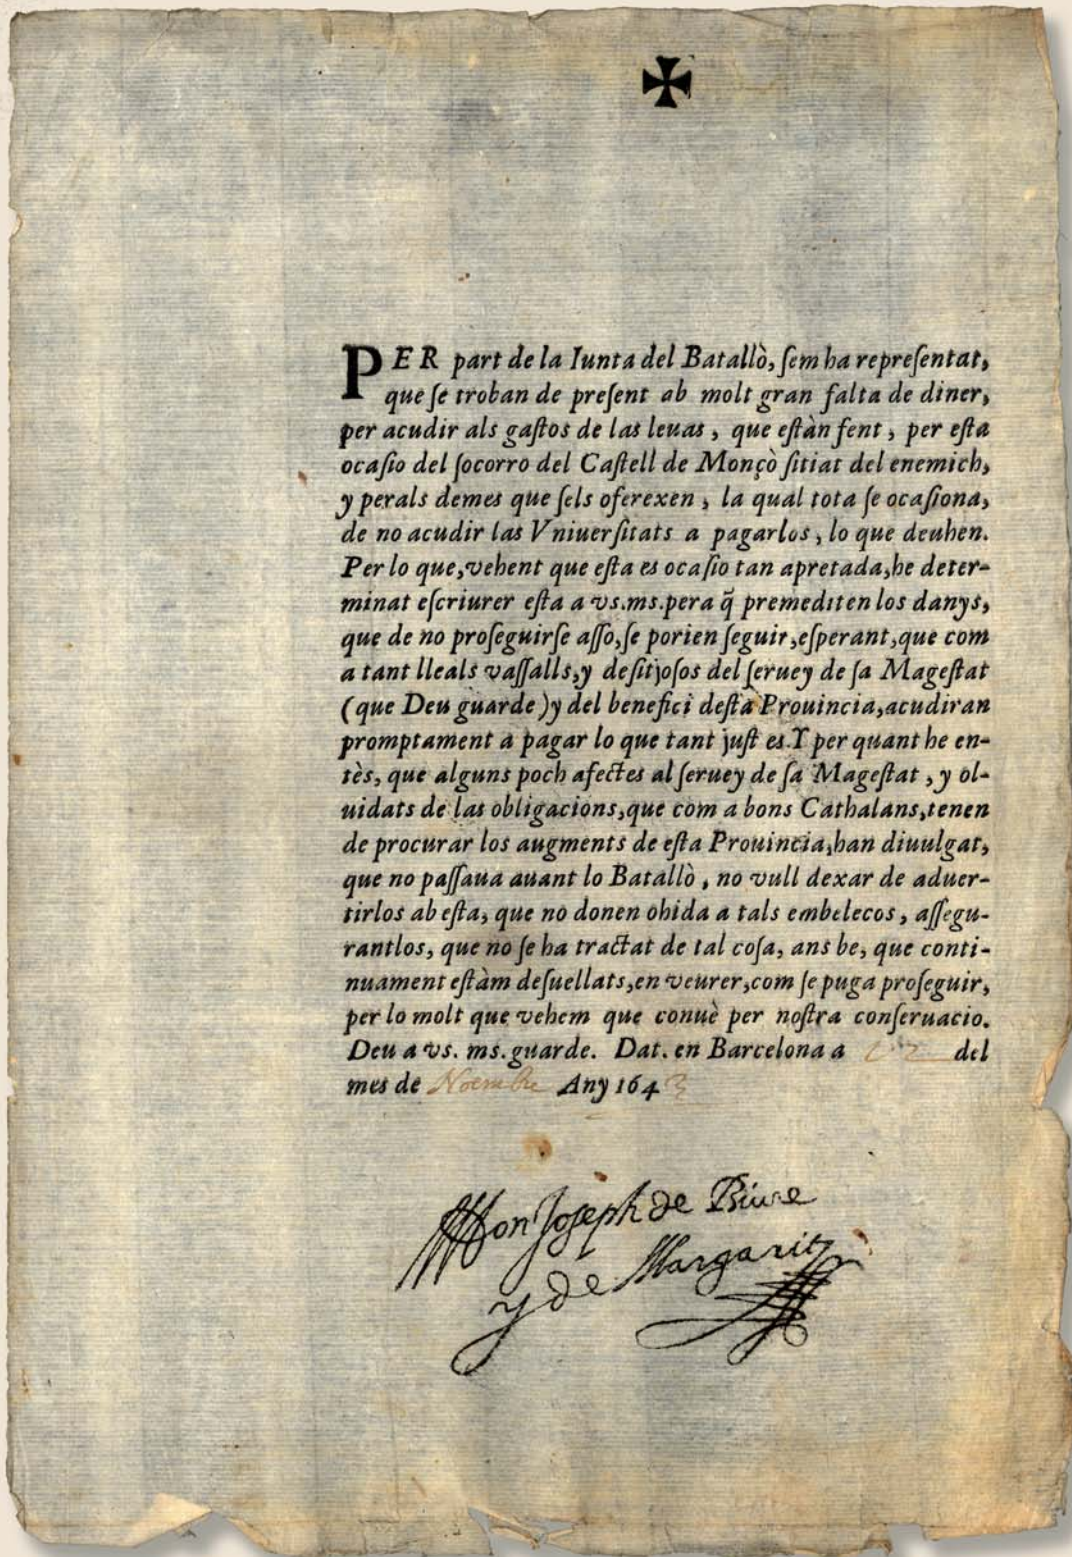 ✠
PER part de la Iunta del Batallò, ſem ha repreſentat,
que ſe troban de preſent ab molt gran falta de diner,
per acudir als gaſtos de las leuas, que eſtàn fent, per eſta
ocaſio del ſocorro del Caſtell de Monçò ſitiat del enemich,
y perals demes que ſels oferexen, la qual tota ſe ocaſiona,
de no acudir las Vniuerſitats a pagarlos, lo que deuhen.
Per lo que, vehent que eſta es ocaſio tan apretada, he deter-
minat eſcriurer eſta a vs. ms. pera q̃ premediten los danys,
que de no proſeguirſe aſſo, ſe porien ſeguir, eſperant, que com
a tant lleals vaſſalls, y deſitjoſos del ſeruey de ſa Mageſtat
(que Deu guarde) y del benefici deſta Prouincia, acudiran
promptament a pagar lo que tant juſt es. Y per quant he en-
tès, que alguns poch afectes al ſeruey de ſa Mageſtat, y ol-
uidats de las obligacions, que com a bons Cathalans, tenen
de procurar los augments de eſta Prouincia, han diuulgat,
que no paſſaua auant lo Batallò, no vull dexar de aduer-
tirlos ab eſta, que no donen ohida a tals embelecos, aſſegu-
rantlos, que no ſe ha tractat de tal coſa, ans be, que conti-
nuament eſtàm deſuellats, en veurer, com ſe puga proſeguir,
per lo molt que vehem que conuè per noſtra conſeruacio.
Deu a vs. ms. guarde. Dat. en Barcelona a del
mes de Noembre Any 1643
Don Joseph de Biure
y de Margarit